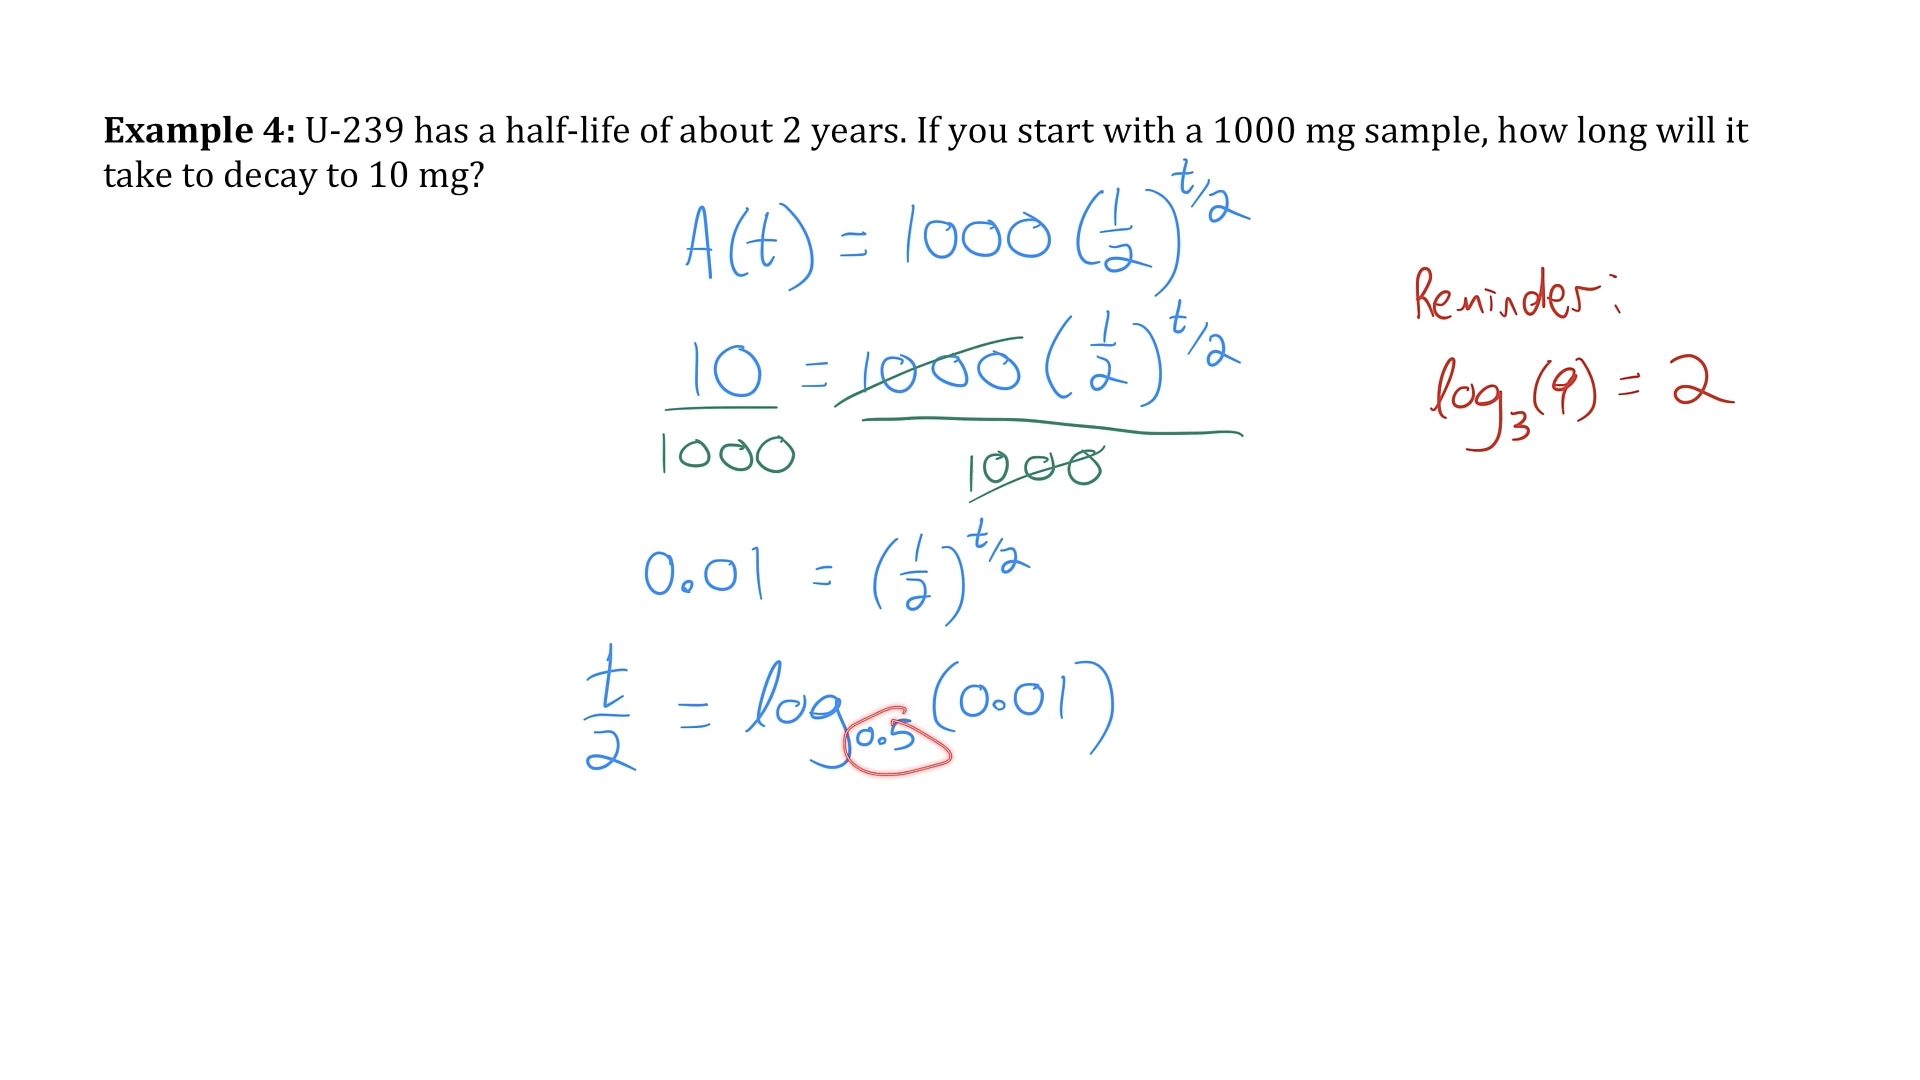 Example 4: U-239 has a half-life of about 2 years. If you start with a 1000 mg sample, how long will it
take to decay to 10 mg?
A(t) = 1000 (1/2)^t/2
10/1000 = 1000 (1/2)^t/2 / 1000
0.01 = (1/2)^t/2
t/2 = log_0.5 (0.01)
Reminder:
log_3 (9) = 2